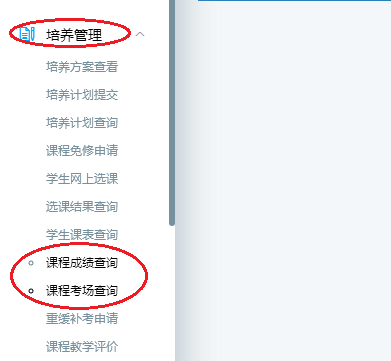 培养管理
培养方案查看
培养计划提交
培养计划查询
课程免修申请
学生网上选课
选课结果查询
学生课表查询
课程成绩查询
课程考场查询
重缓补考申请
课程教学评价